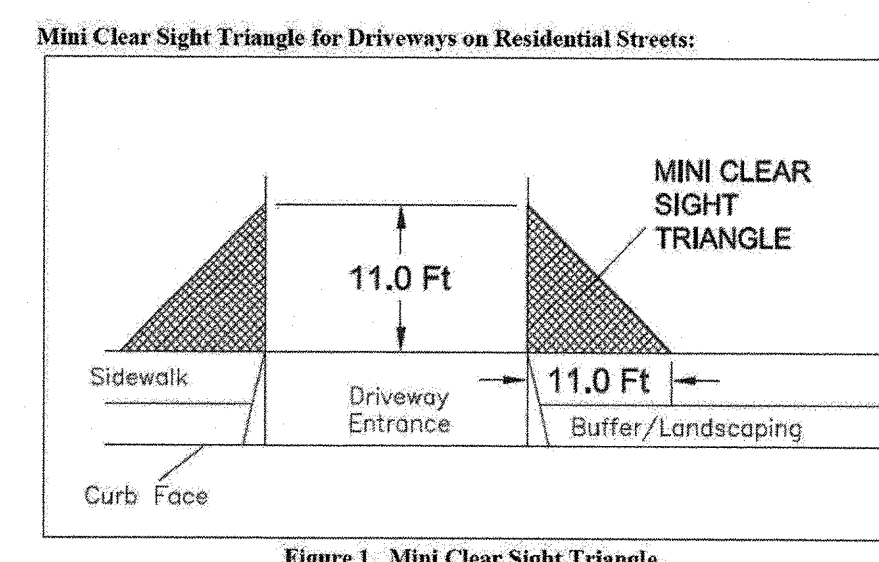 Mini Clear Sight Triangle for Driveways on Residential Streets:
MINI CLEAR
SIGHT
TRIANGLE
11.0 Ft
Sidewalk
11.0 Ft
Driveway
Entrance
Buffer/Landscaping
Curb Face
Figure 1. Mini Clear Sight Triangle